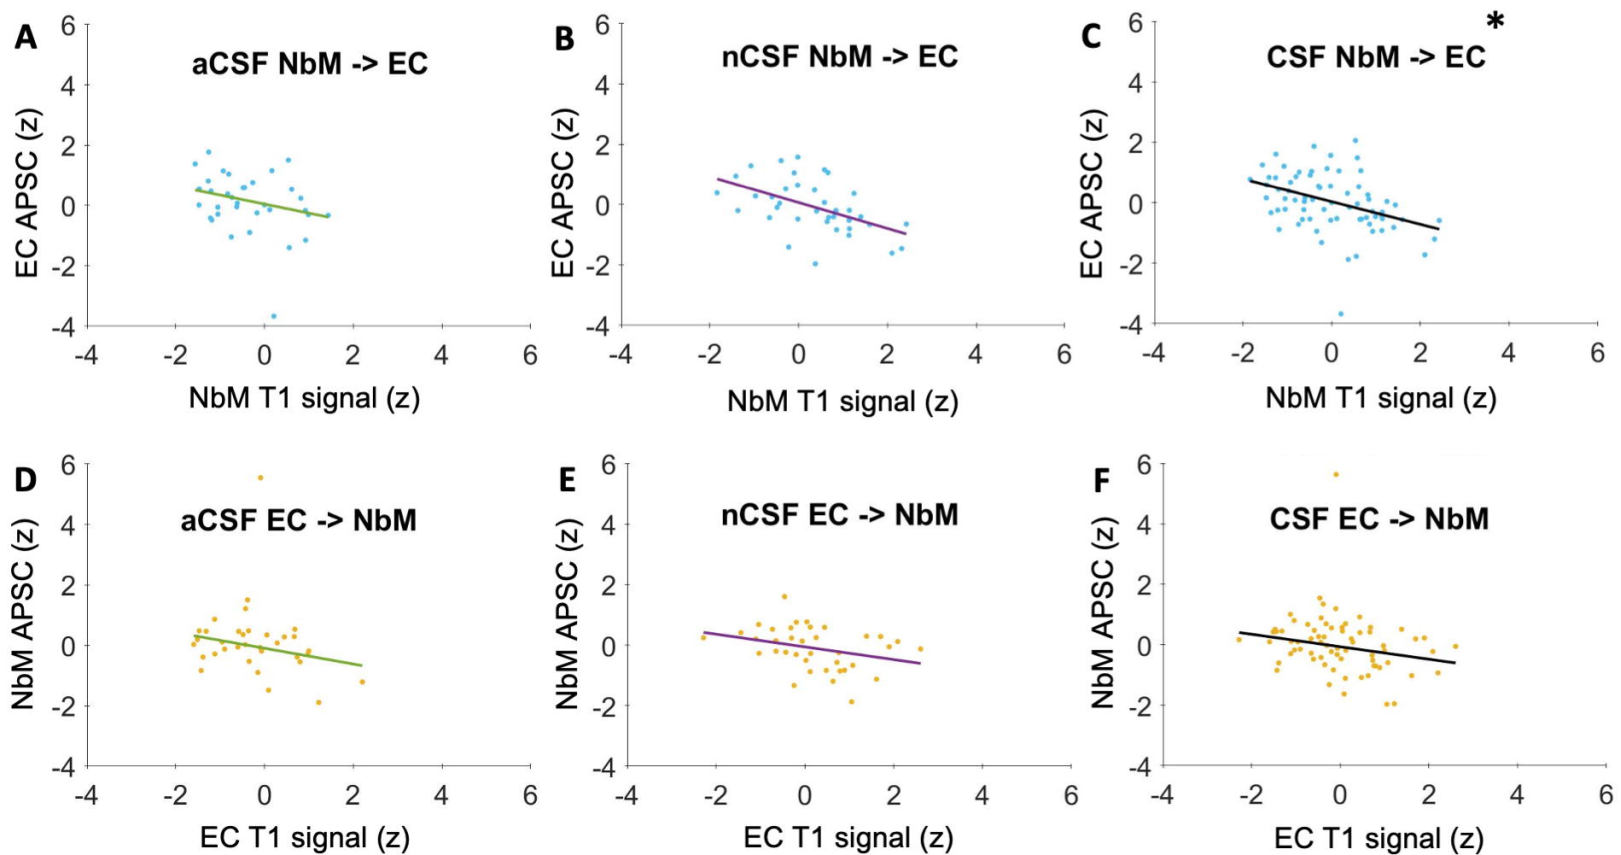 A
aCSF NbM -> EC
6
4
2
0
-2
-4
EC APSC (z)
-4 -2 0 2 4 6
NbM T1 signal (z)
B
nCSF NbM -> EC
6
4
2
0
-2
-4
EC APSC (z)
-4 -2 0 2 4 6
NbM T1 signal (z)
C
CSF NbM -> EC
*
6
4
2
0
-2
-4
EC APSC (z)
-4 -2 0 2 4 6
NbM T1 signal (z)
D
aCSF EC -> NbM
6
4
2
0
-2
-4
NbM APSC (z)
-4 -2 0 2 4 6
EC T1 signal (z)
E
nCSF EC -> NbM
6
4
2
0
-2
-4
NbM APSC (z)
-4 -2 0 2 4 6
EC T1 signal (z)
F
CSF EC -> NbM
6
4
2
0
-2
-4
NbM APSC (z)
-4 -2 0 2 4 6
EC T1 signal (z)